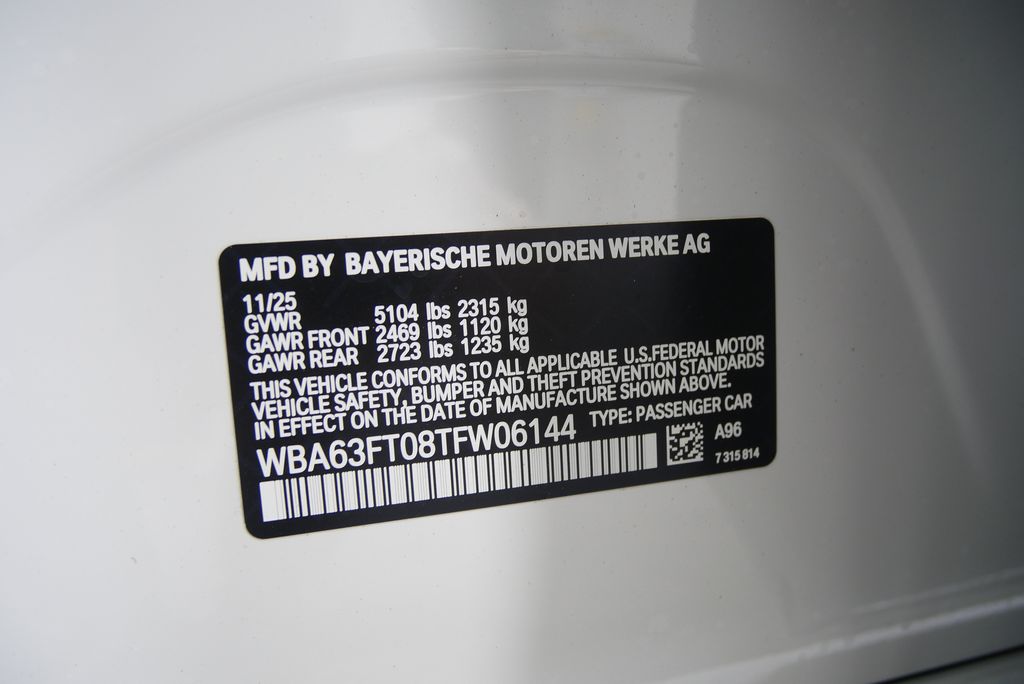 MFD BY BAYERISCHE MOTOREN WERKE AG
11/25
GVWR 5104 lbs 2315 kg
GAWR FRONT 2469 lbs 1120 kg
GAWR REAR 2723 lbs 1235 kg
THIS VEHICLE CONFORMS TO ALL APPLICABLE U.S.FEDERAL MOTOR
VEHICLE SAFETY, BUMPER AND THEFT PREVENTION STANDARDS
IN EFFECT ON THE DATE OF MANUFACTURE SHOWN ABOVE.
WBA63FT08TFW06144 TYPE: PASSENGER CAR
A96
7 315 814